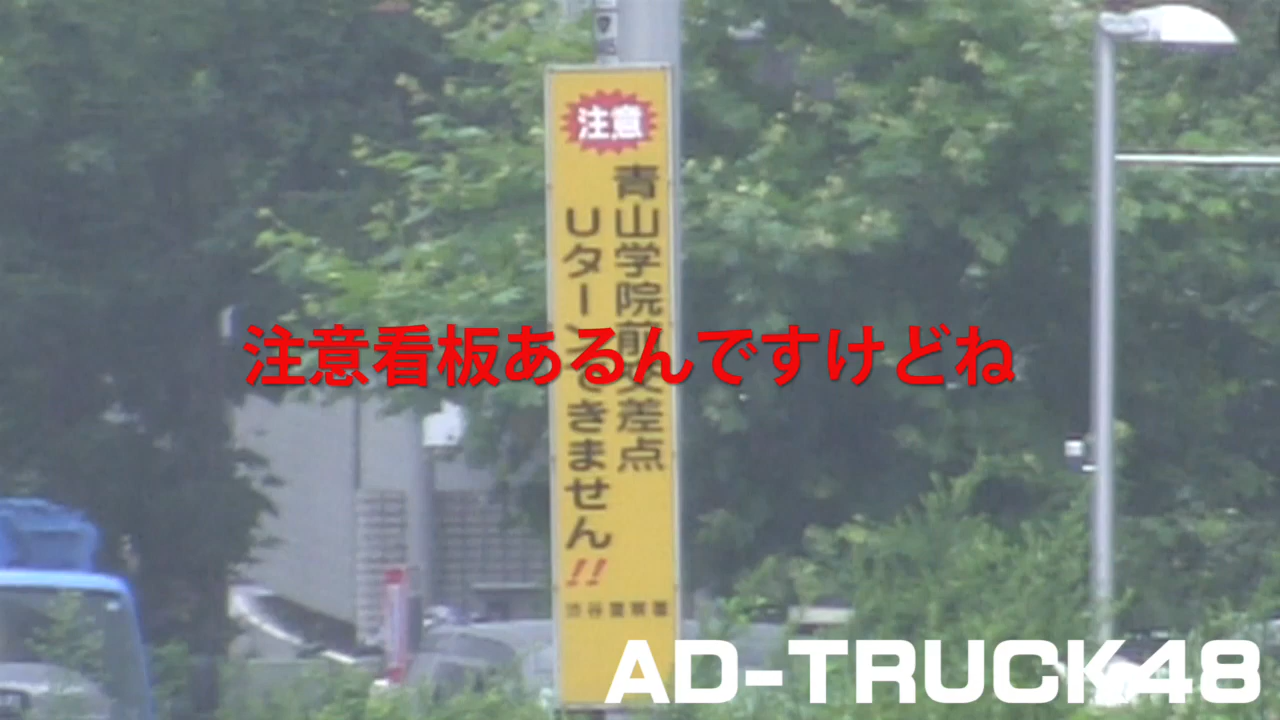 注意
青山学院前交差点
Uターンできません!!
渋谷警察署
注意看板あるんですけどね
AD-TRUCK48